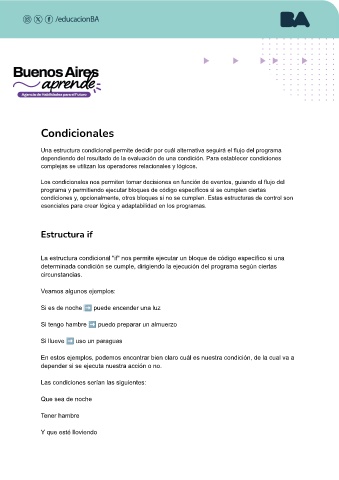 /educacionBA
BA
Buenos Aires
aprende
Agencia de habilidades para el Futuro
Condicionales
Una estructura condicional permite decidir por cuál alternativa seguirá el flujo del programa
dependiendo del resultado de la evaluación de una condición. Para establecer condiciones
complejas se utilizan los operadores relacionales y lógicos.
Los condicionales nos permiten tomar decisiones en función de eventos, guiando el flujo del
programa y permitiendo ejecutar bloques de código específicos si se cumplen ciertas
condiciones y, opcionalmente, otros bloques si no se cumplen. Estas estructuras de control son
esenciales para crear lógica y adaptabilidad en los programas.
Estructura if
La estructura condicional "if" nos permite ejecutar un bloque de código específico si una
determinada condición se cumple, dirigiendo la ejecución del programa según ciertas
circunstancias.
Veamos algunos ejemplos:
Si es de noche ➡ puede encender una luz
Si tengo hambre ➡ puedo preparar un almuerzo
Si llueve ➡ uso un paraguas
En estos ejemplos, podemos encontrar bien claro cuál es nuestra condición, de la cual va a
depender si se ejecuta nuestra acción o no.
Las condiciones serían las siguientes:
Que sea de noche
Tener hambre
Y que esté lloviendo